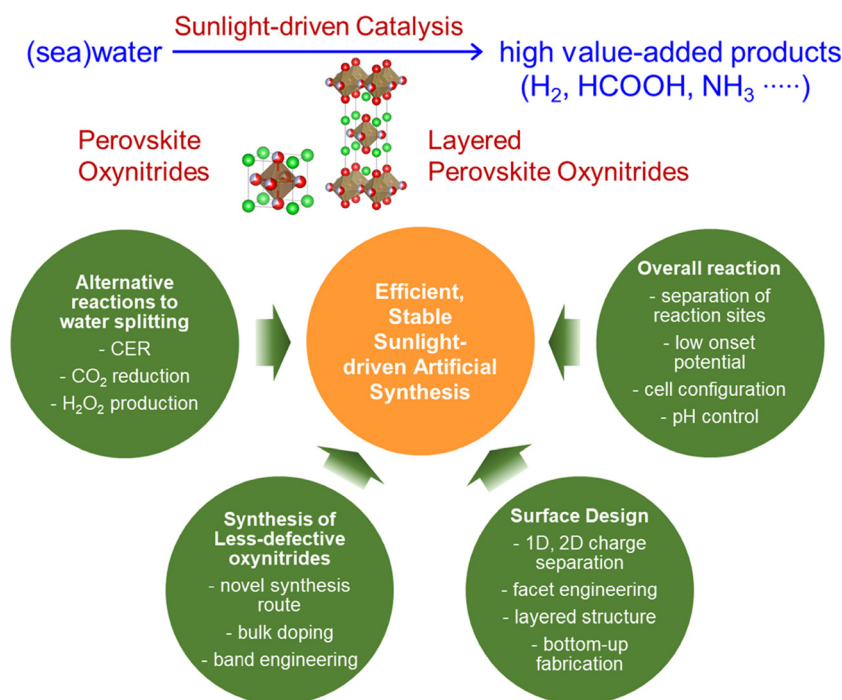 Sunlight-driven Catalysis
(sea)water
high value-added products
(H₂, HCOOH, NH₃ ·····)
Perovskite
Oxynitrides
Layered
Perovskite Oxynitrides
Alternative
reactions to
water splitting
- CER
- CO₂ reduction
- H₂O₂ production
Efficient,
Stable
Sunlight-
driven Artificial
Synthesis
Overall reaction
- separation of
reaction sites
- low onset
potential
- cell configuration
- pH control
Synthesis of
Less-defective
oxynitrides
- novel synthesis
route
- bulk doping
- band engineering
Surface Design
- 1D, 2D charge
separation
- facet engineering
- layered structure
- bottom-up
fabrication